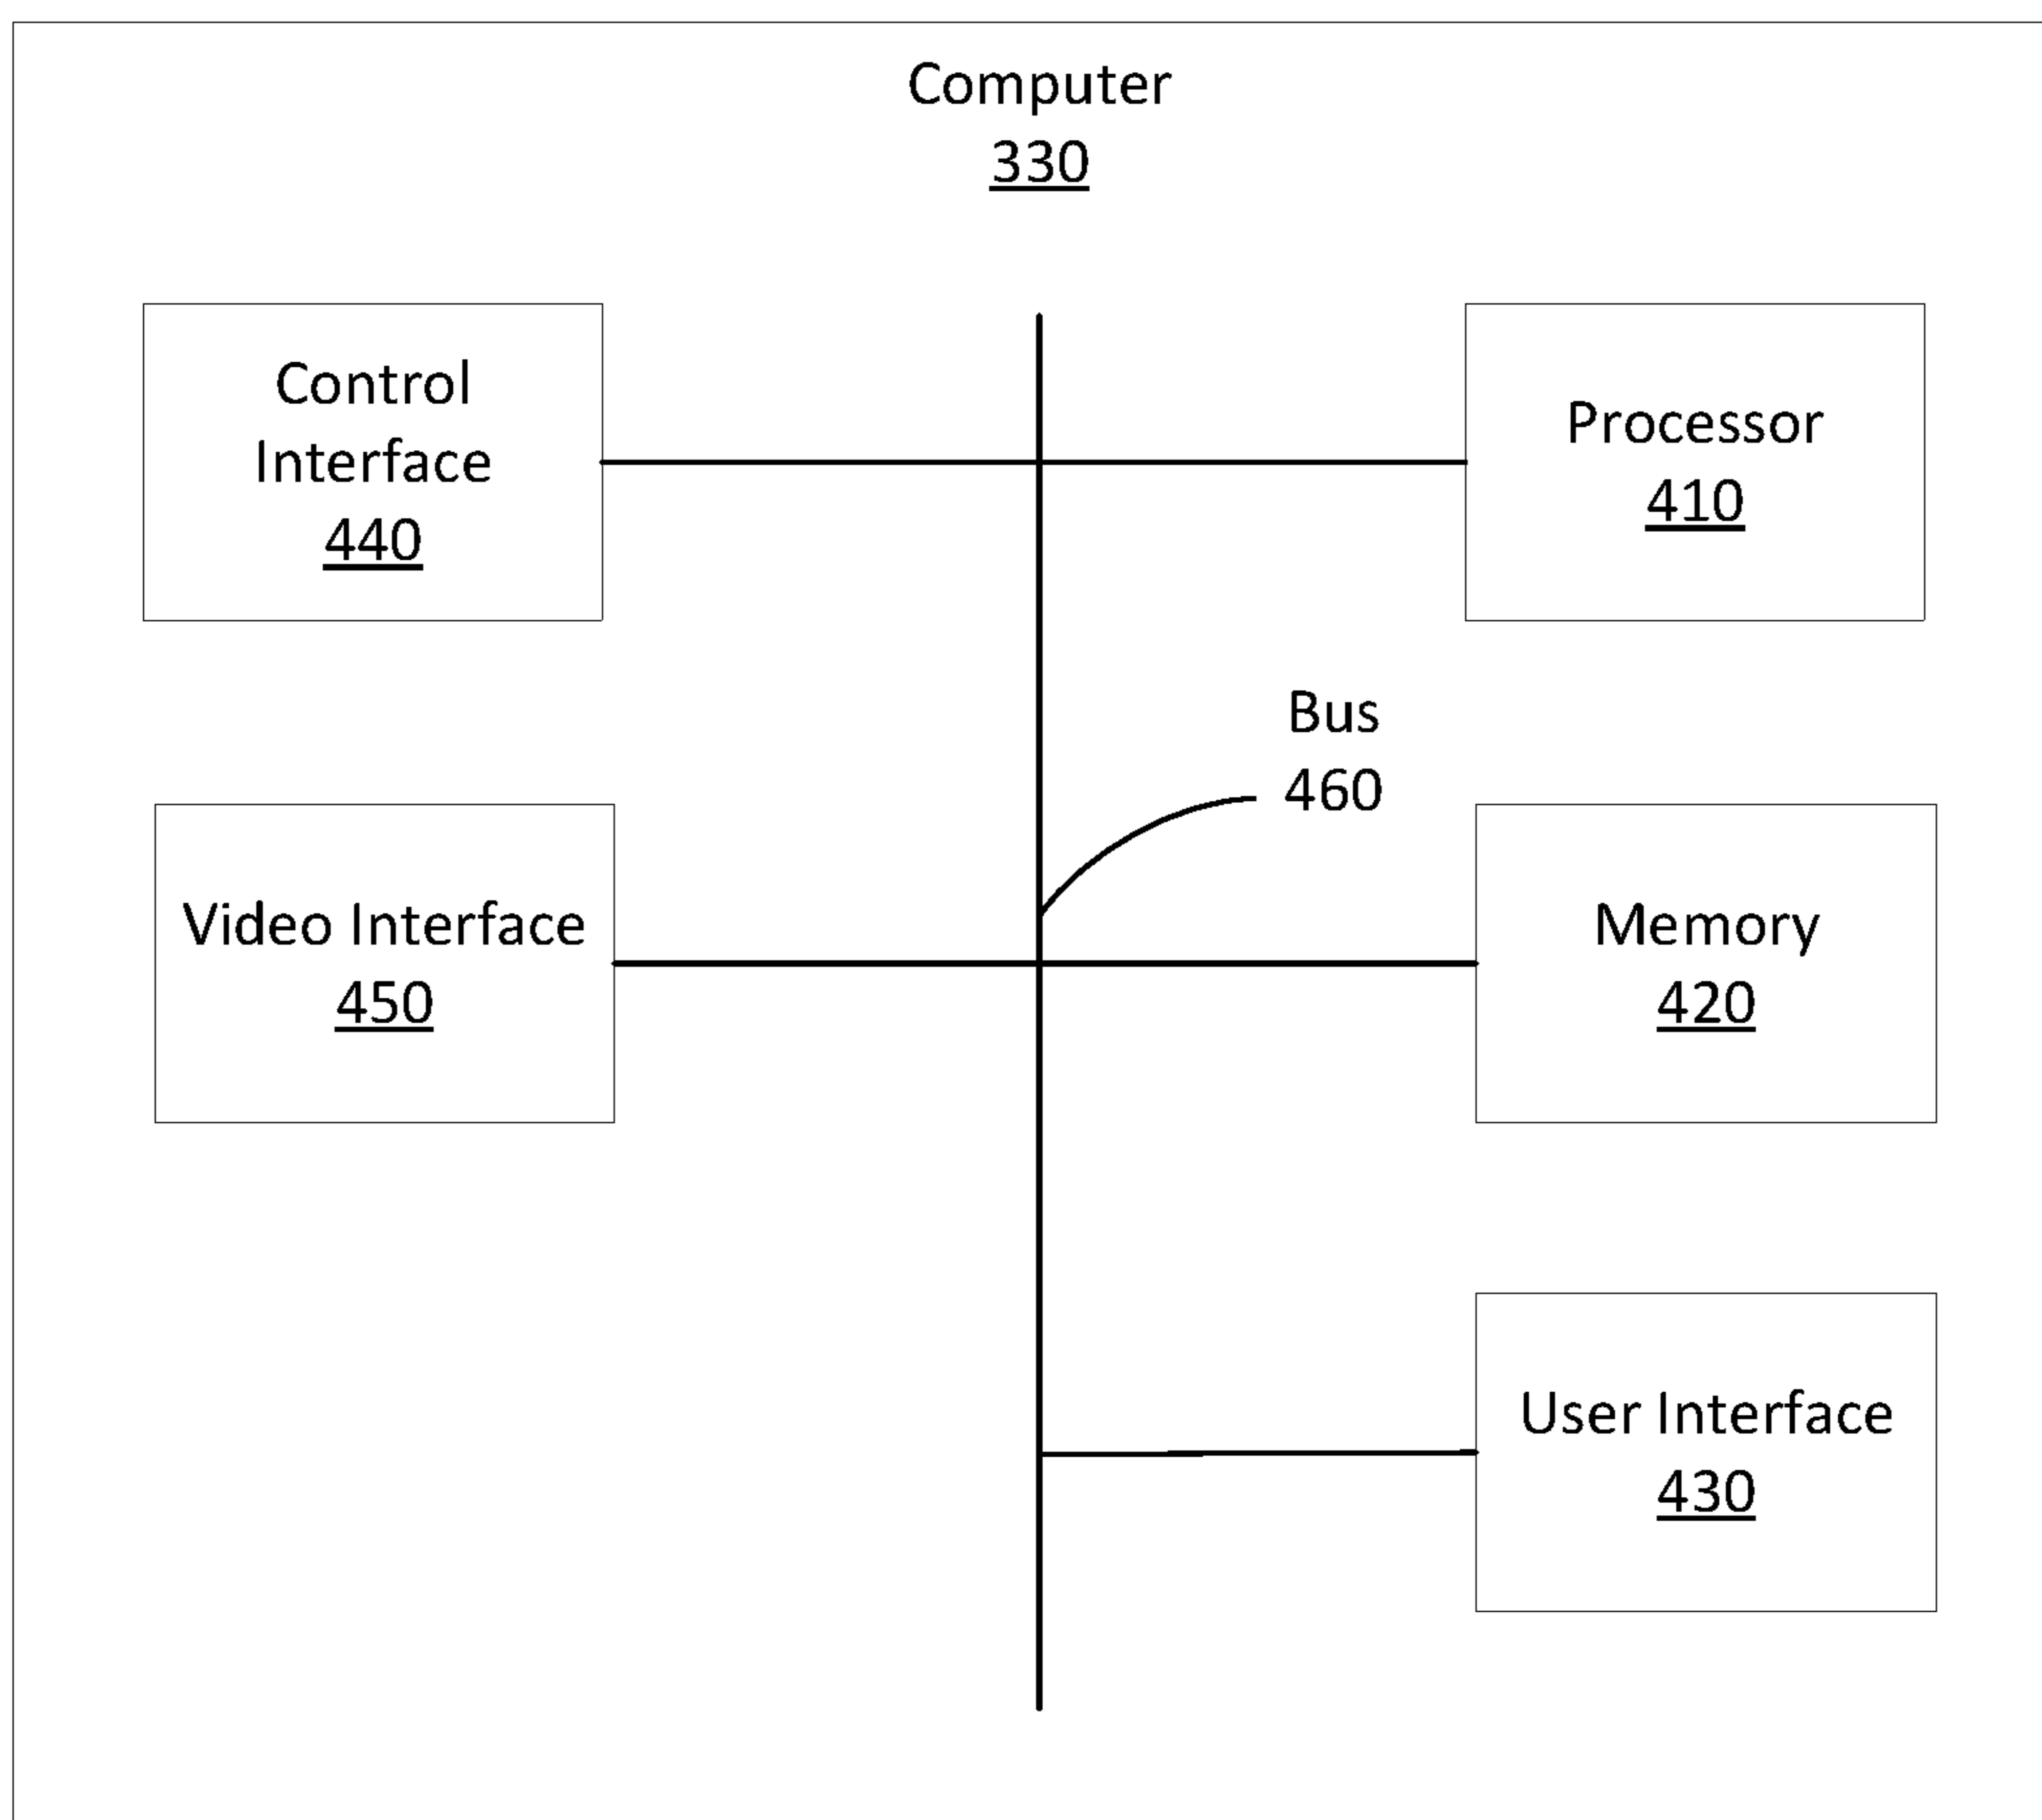 Computer
330
Control
Interface
440
Processor
410
Bus
460
Video Interface
450
Memory
420
User Interface
430